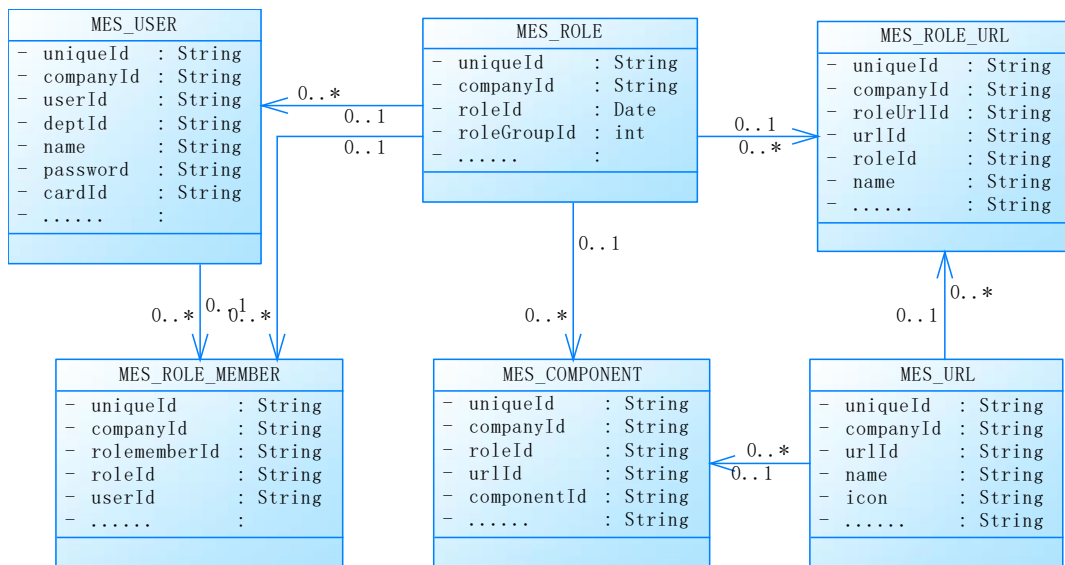 MES_USER
- uniqueId : String
- companyId : String
- userId : String
- deptId : String
- name : String
- password : String
- cardId : String
- ...... :
MES_ROLE
- uniqueId : String
- companyId : String
- roleId : Date
- roleGroupId : int
- ...... :
MES_ROLE_URL
- uniqueId : String
- companyId : String
- roleUrlId : String
- urlId : String
- roleId : String
- name : String
- ...... : String
0..*
0..1
0..1
0..1
0..*
0..1
0..*
0..*
0..1
0..*
0..*
0..1
MES_ROLE_MEMBER
- uniqueId : String
- companyId : String
- rolememberId : String
- roleId : String
- userId : String
- ...... :
MES_COMPONENT
- uniqueId : String
- companyId : String
- roleId : String
- urlId : String
- componentId : String
- ...... : String
0..*
0..1
MES_URL
- uniqueId : String
- companyId : String
- urlId : String
- name : String
- icon : String
- ...... : String